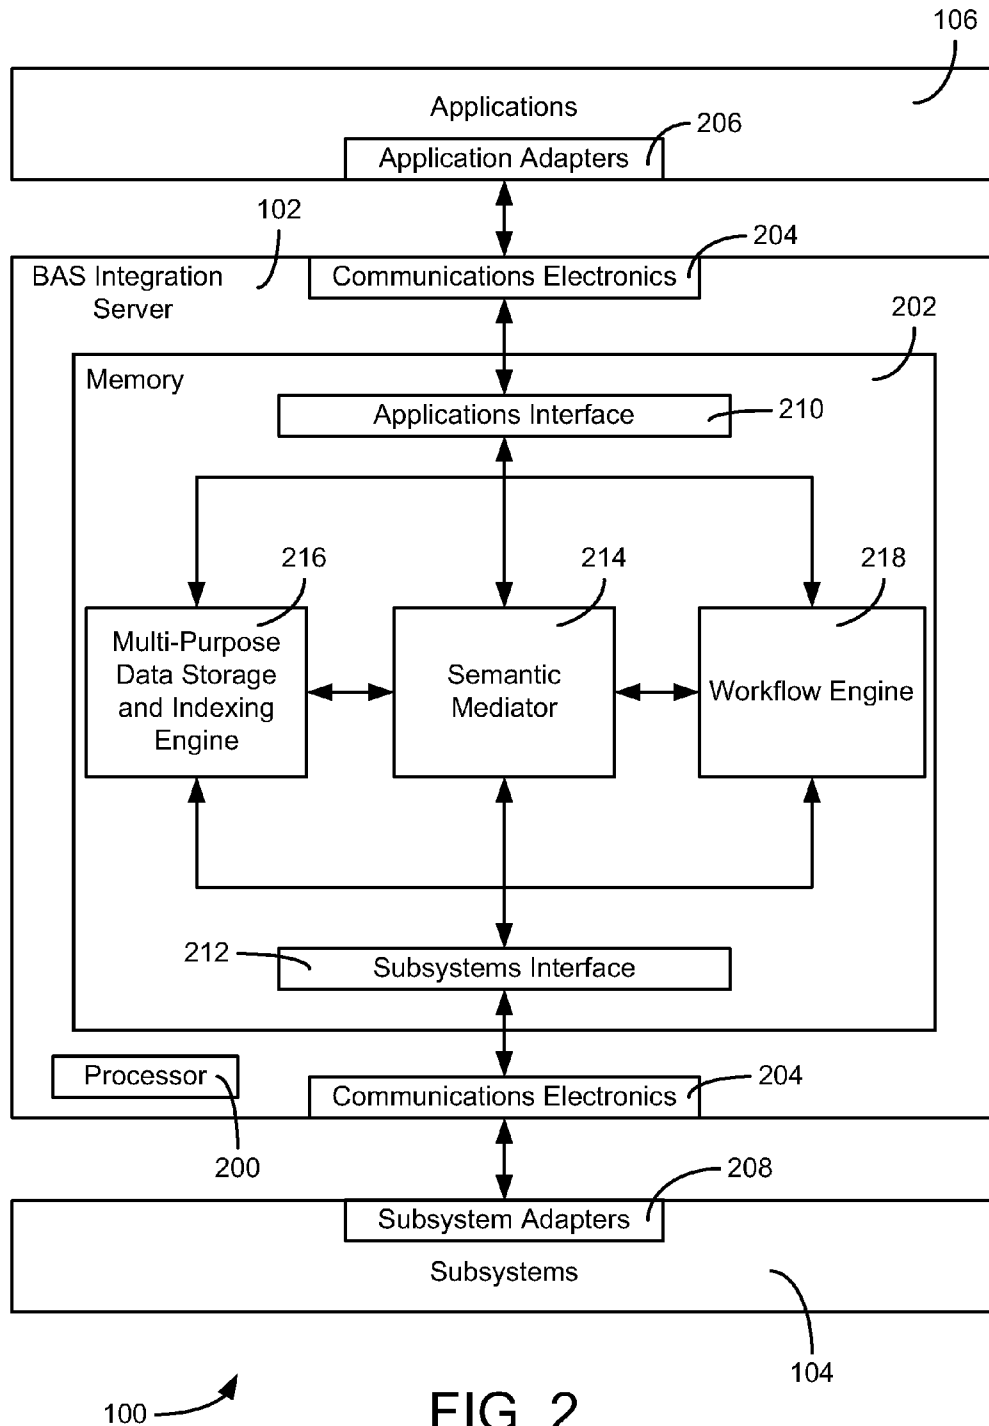 106
Applications
206
Application Adapters
102
204
BAS Integration
Server
Communications Electronics
202
Memory
Applications Interface
210
216
214
218
Multi-Purpose
Data Storage
and Indexing
Engine
Semantic
Mediator
Workflow Engine
212
Subsystems Interface
Processor
204
Communications Electronics
200
208
Subsystem Adapters
Subsystems
104
100
FIG. 2